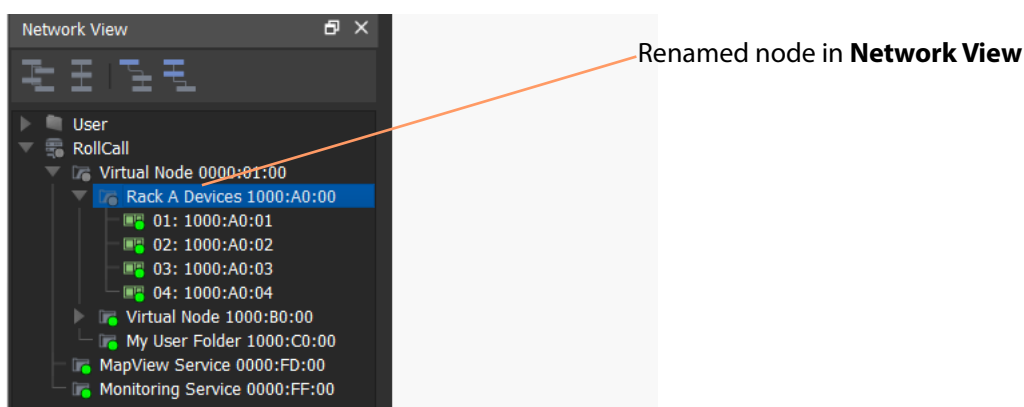 Network View
Renamed node in Network View
User
RollCall
Virtual Node 0000:01:00
Rack A Devices 1000:A0:00
01: 1000:A0:01
02: 1000:A0:02
03: 1000:A0:03
04: 1000:A0:04
Virtual Node 1000:B0:00
My User Folder 1000:C0:00
MapView Service 0000:FD:00
Monitoring Service 0000:FF:00